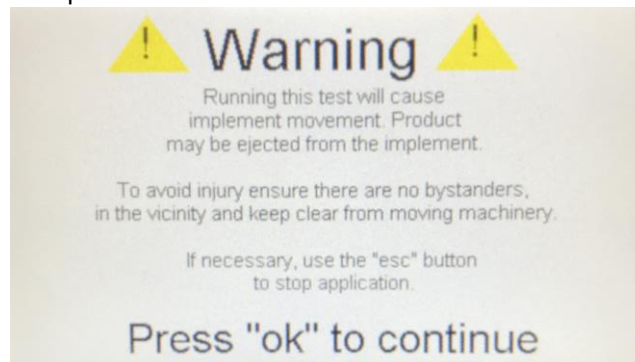 ! Warning !
Running this test will cause
implement movement. Product
may be ejected from the implement.
To avoid injury ensure there are no bystanders,
in the vicinity and keep clear from moving machinery.
If necessary, use the "esc" button
to stop application.
Press "ok" to continue